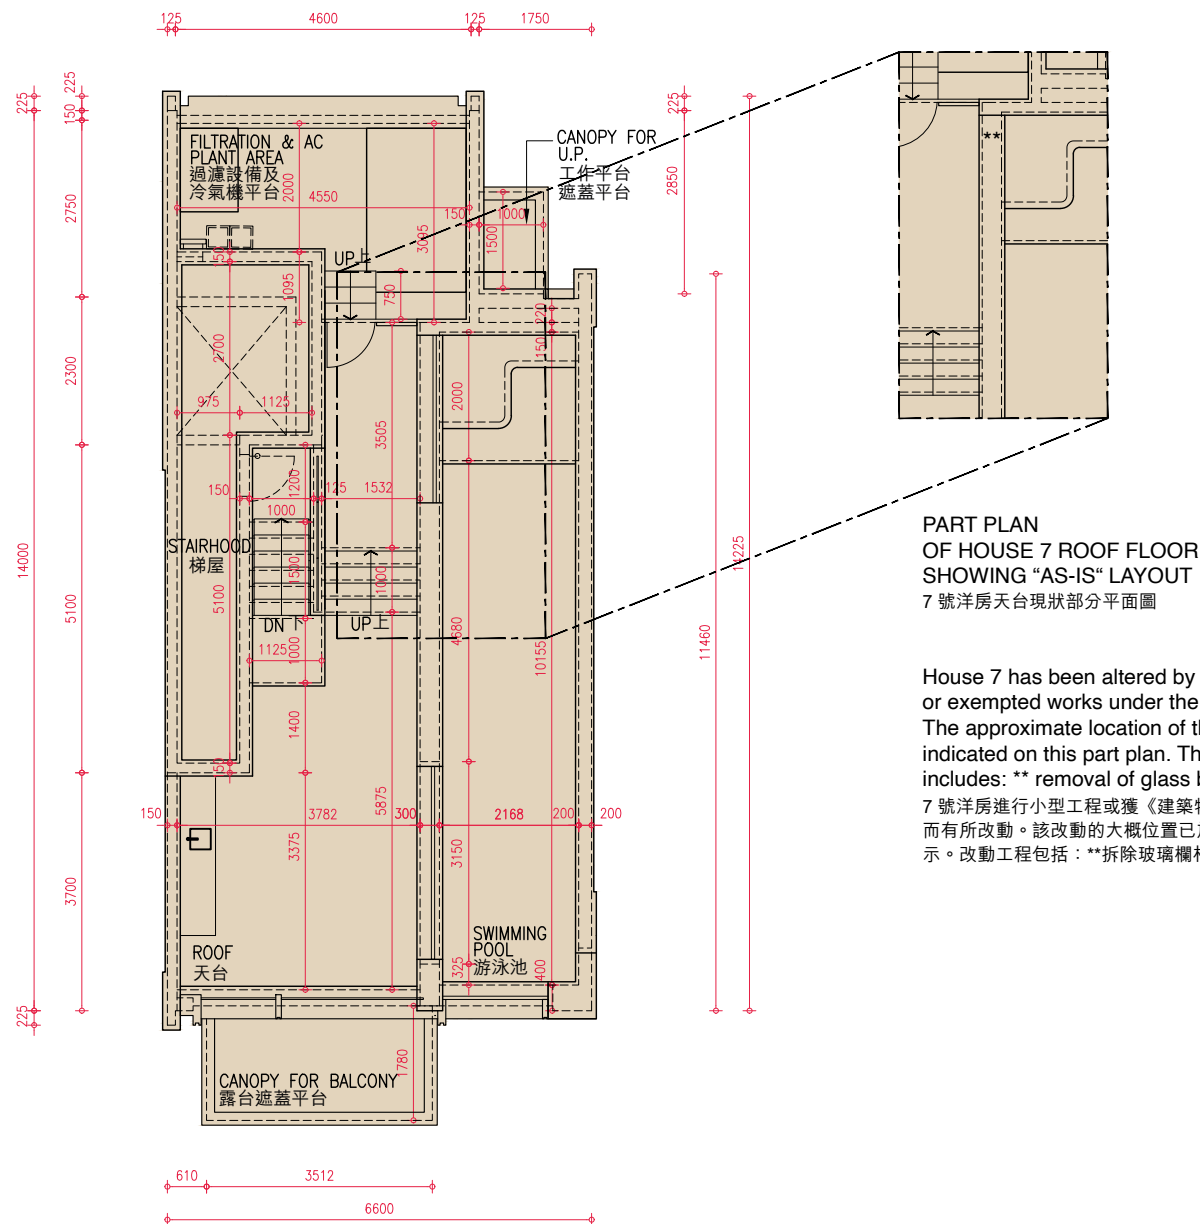 125
4600
125
1750
225
150
225
2750
2300
5100
3700
14000
225
FILTRATION & AC
PLANT AREA
過濾設備及
冷氣機平台
2000
4550
3095
CANOPY FOR
U.P.
工作平台
遮蓋平台
150
1000
1500
225
2850
150
1095
UP上
750
220
150
2700
975
1125
2000
3505
150
1200
125
1532
1000
STAIRHOOD
梯屋
5100
1500
1000
DN 下
UP上
1125
1000
4680
10155
14225
11460
1400
50
150
3782
300
2168
200
200
5875
3375
3150
ROOF
天台
SWIMMING
POOL
游泳池
325
400
CANOPY FOR BALCONY
露台遮蓋平台
1780
610
3512
6600
**
PART PLAN
OF HOUSE 7 ROOF FLOOR
SHOWING “AS-IS“ LAYOUT
7 號洋房天台現狀部分平面圖
House 7 has been altered by
or exempted works under the
The approximate location of
indicated on this part plan.
includes: ** removal of glass
7 號洋房進行小型工程或獲《建築
而有所改動。該改動的大概位置已
示。改動工程包括：**拆除玻璃欄